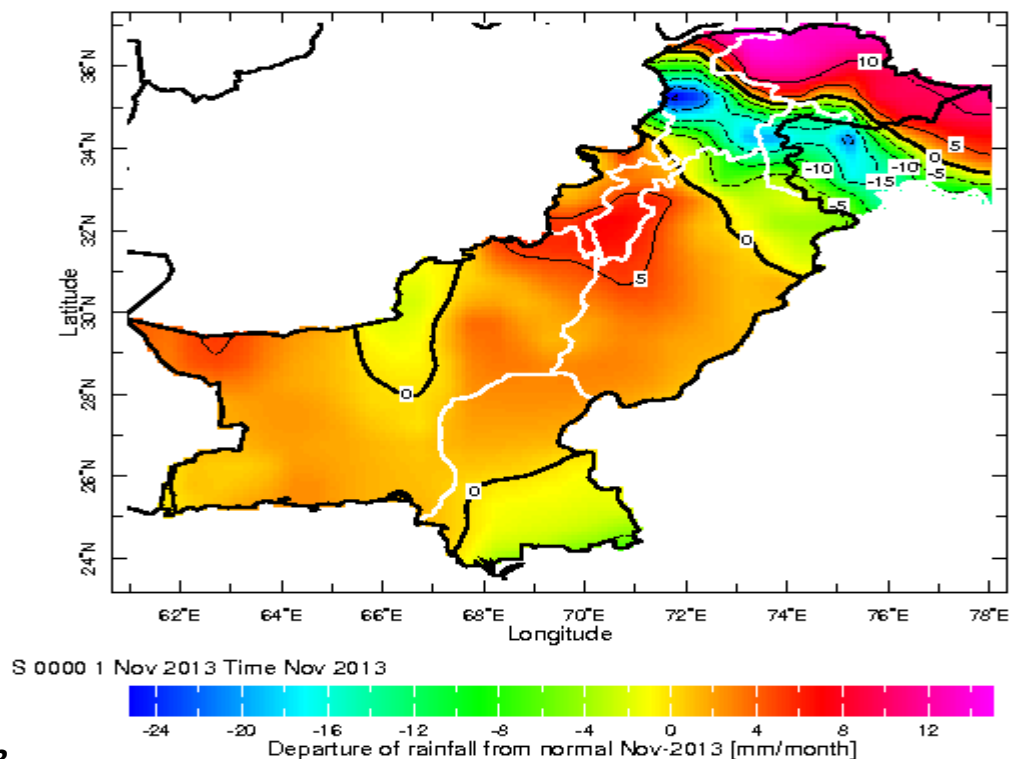 36°N
34°N
32°N
30°N
28°N
26°N
24°N
Latitude
10
5
0
-5
-10
-15
-10
-5
0
5
0
0
62°E 64°E 66°E 68°E 70°E 72°E 74°E 76°E 78°E
Longitude
S 0000 1 Nov 2013 Time Nov 2013
-24 -20 -16 -12 -8 -4 0 4 8 12
Departure of rainfall from normal Nov-2013 [mm/month]